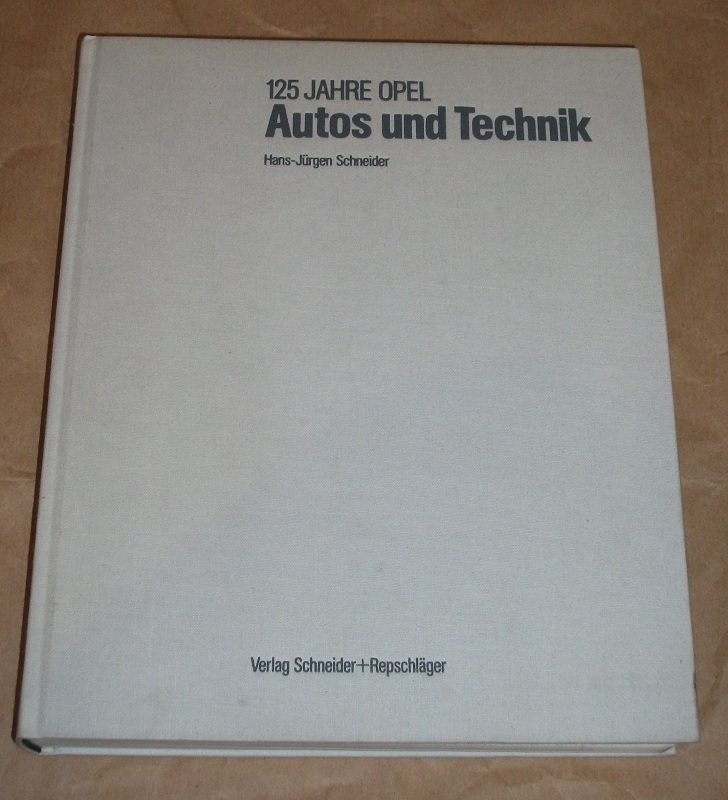 125 JAHRE OPEL
Autos und Technik
Hans-Jürgen Schneider
Verlag Schneider+Repschläger